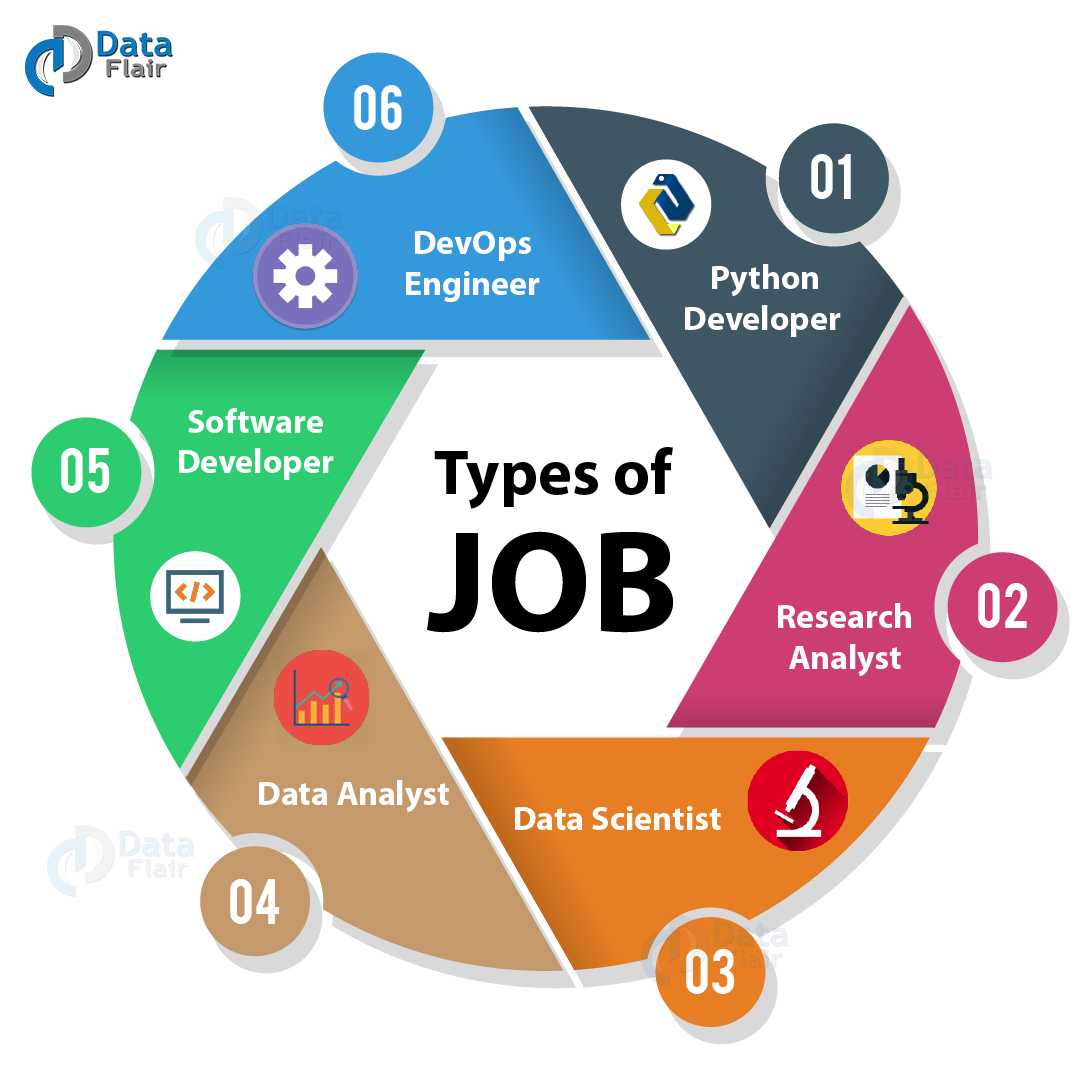 Data
Flair
06
01
Data
Flair
DevOps
Engineer
Python
Developer
Software
Developer
05
Types of
JOB
Data
Flair
02
Research
Analyst
</>
Data Analyst
Data Scientist
Data
Flair
04
03
Data
Flair